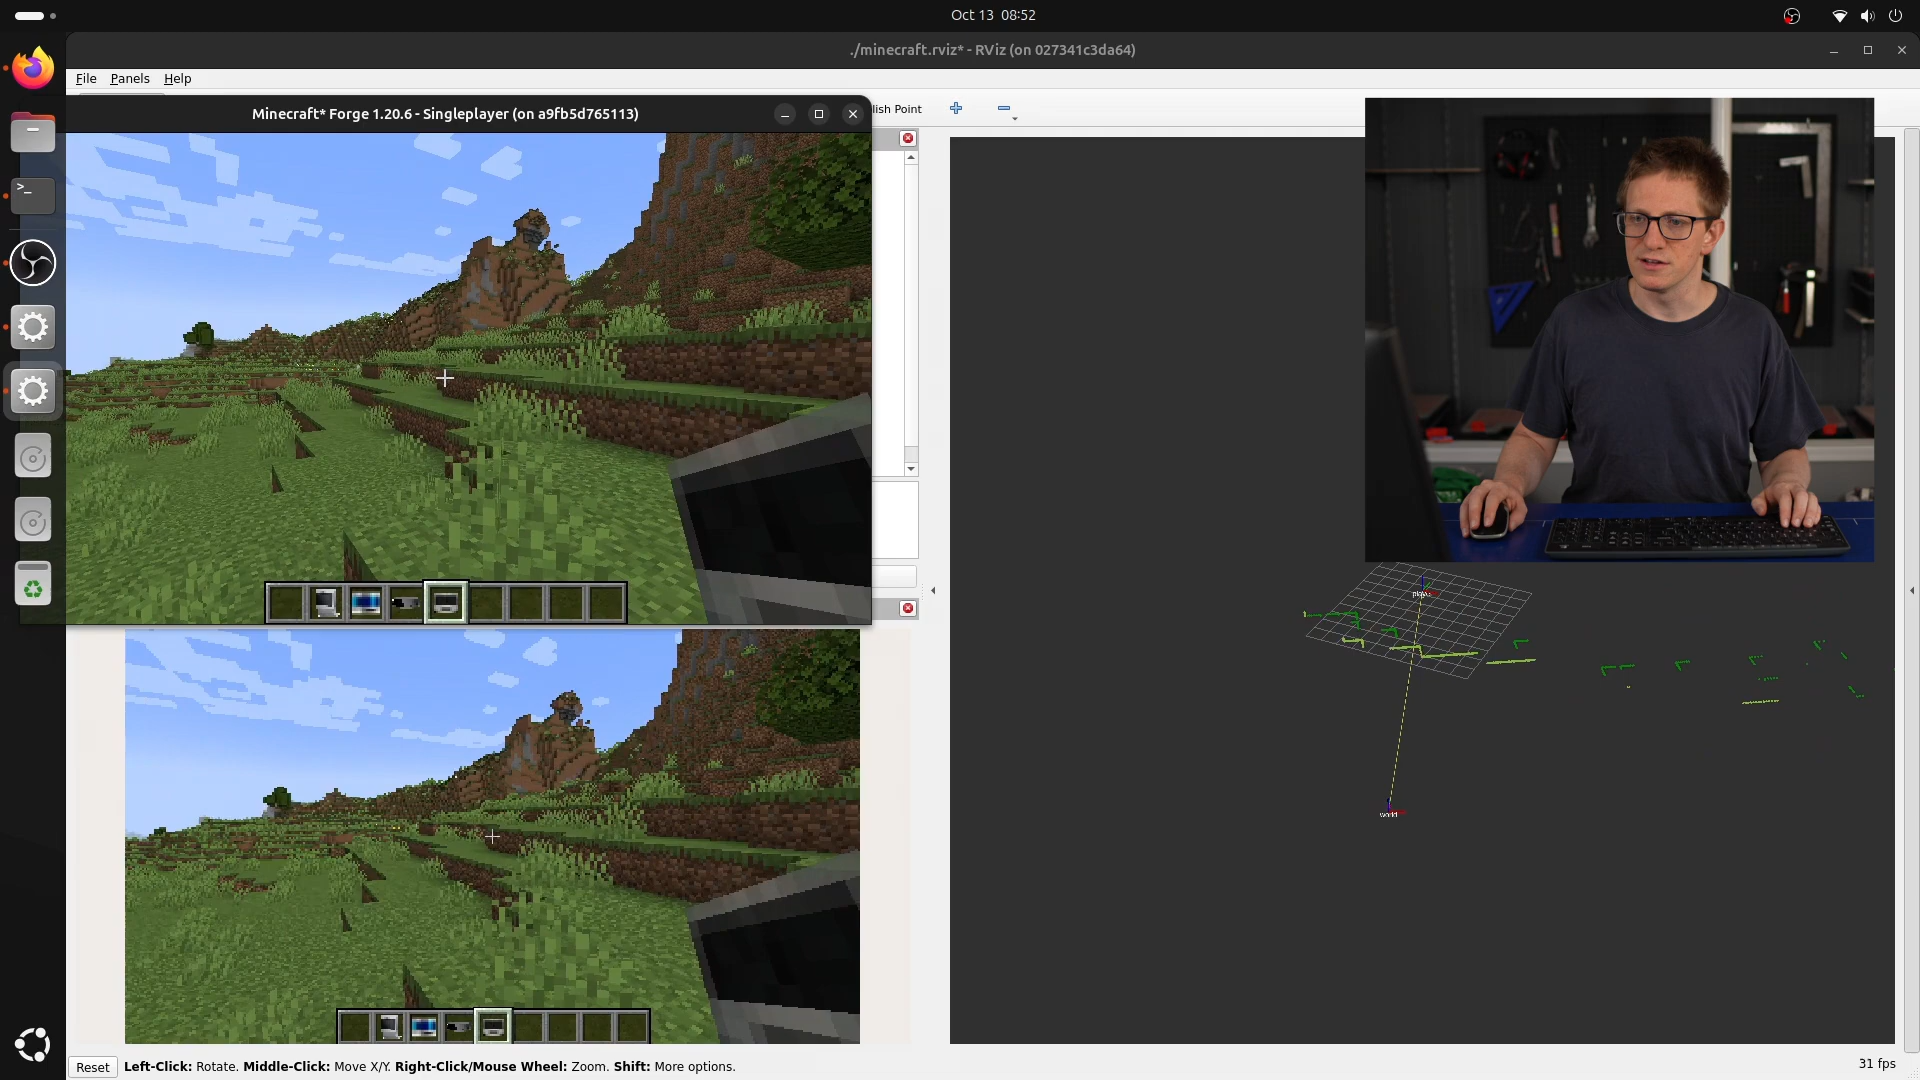 Oct 13 08:52
./minecraft.rviz* - RViz (on 027341c3da64)
File Panels Help
Minecraft* Forge 1.20.6 - Singleplayer (on a9fb5d765113)
lish Point
world
Reset Left-Click: Rotate. Middle-Click: Move X/Y. Right-Click/Mouse Wheel: Zoom. Shift: More options.
31 fps